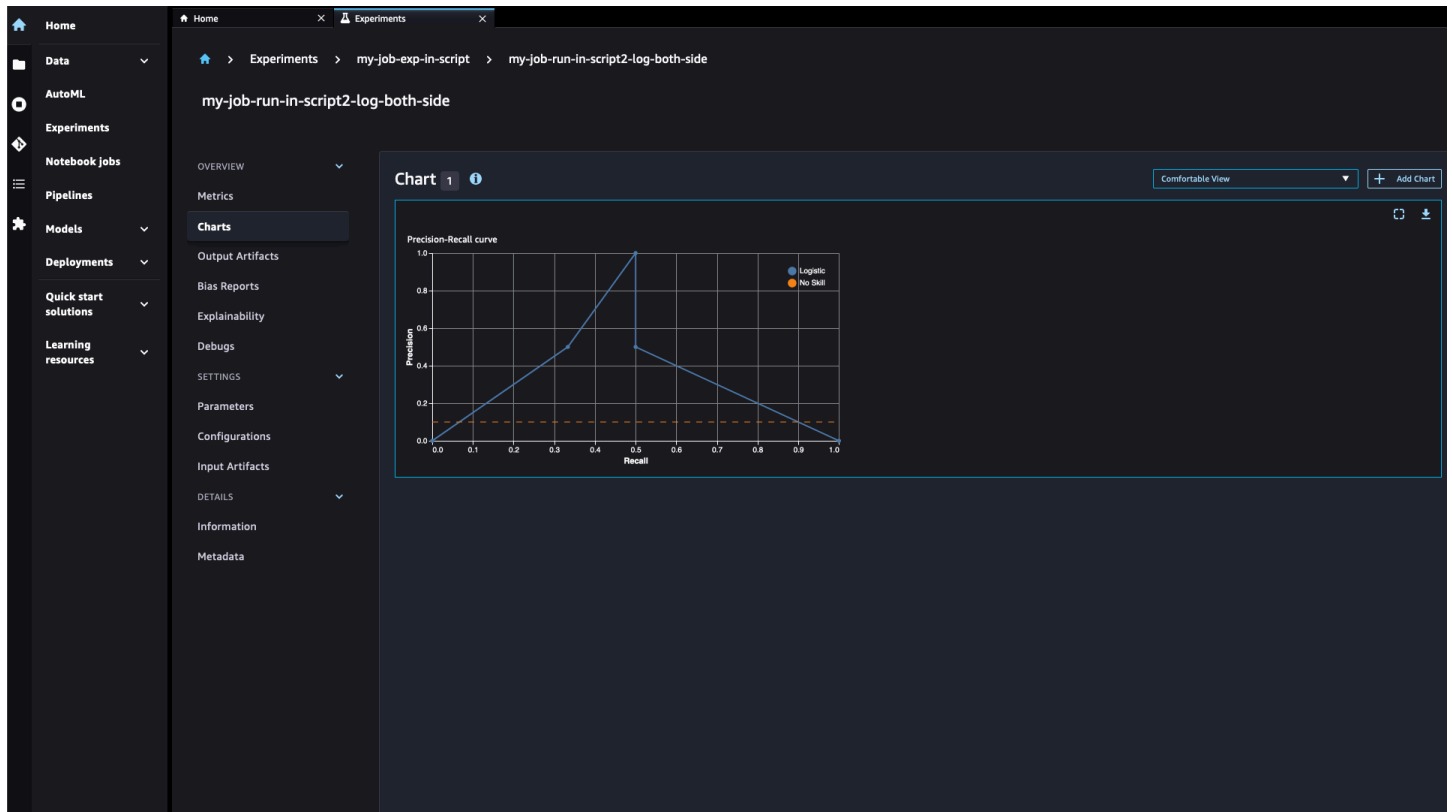 Home
Data
AutoML
Experiments
Notebook jobs
Pipelines
Models
Deployments
Quick start
solutions
Learning
resources
Home
Experiments
Experiments > my-job-exp-in-script > my-job-run-in-script2-log-both-side
my-job-run-in-script2-log-both-side
OVERVIEW
Metrics
Charts
Output Artifacts
Bias Reports
Explainability
Debugs
SETTINGS
Parameters
Configurations
Input Artifacts
DETAILS
Information
Metadata
Chart 1
Comfortable View
Add Chart
Precision-Recall curve
Logistic
No Skill
Precision
1.0
0.8
0.6
0.4
0.2
0.0
0.0 0.1 0.2 0.3 0.4 0.5 0.6 0.7 0.8 0.9 1.0
Recall